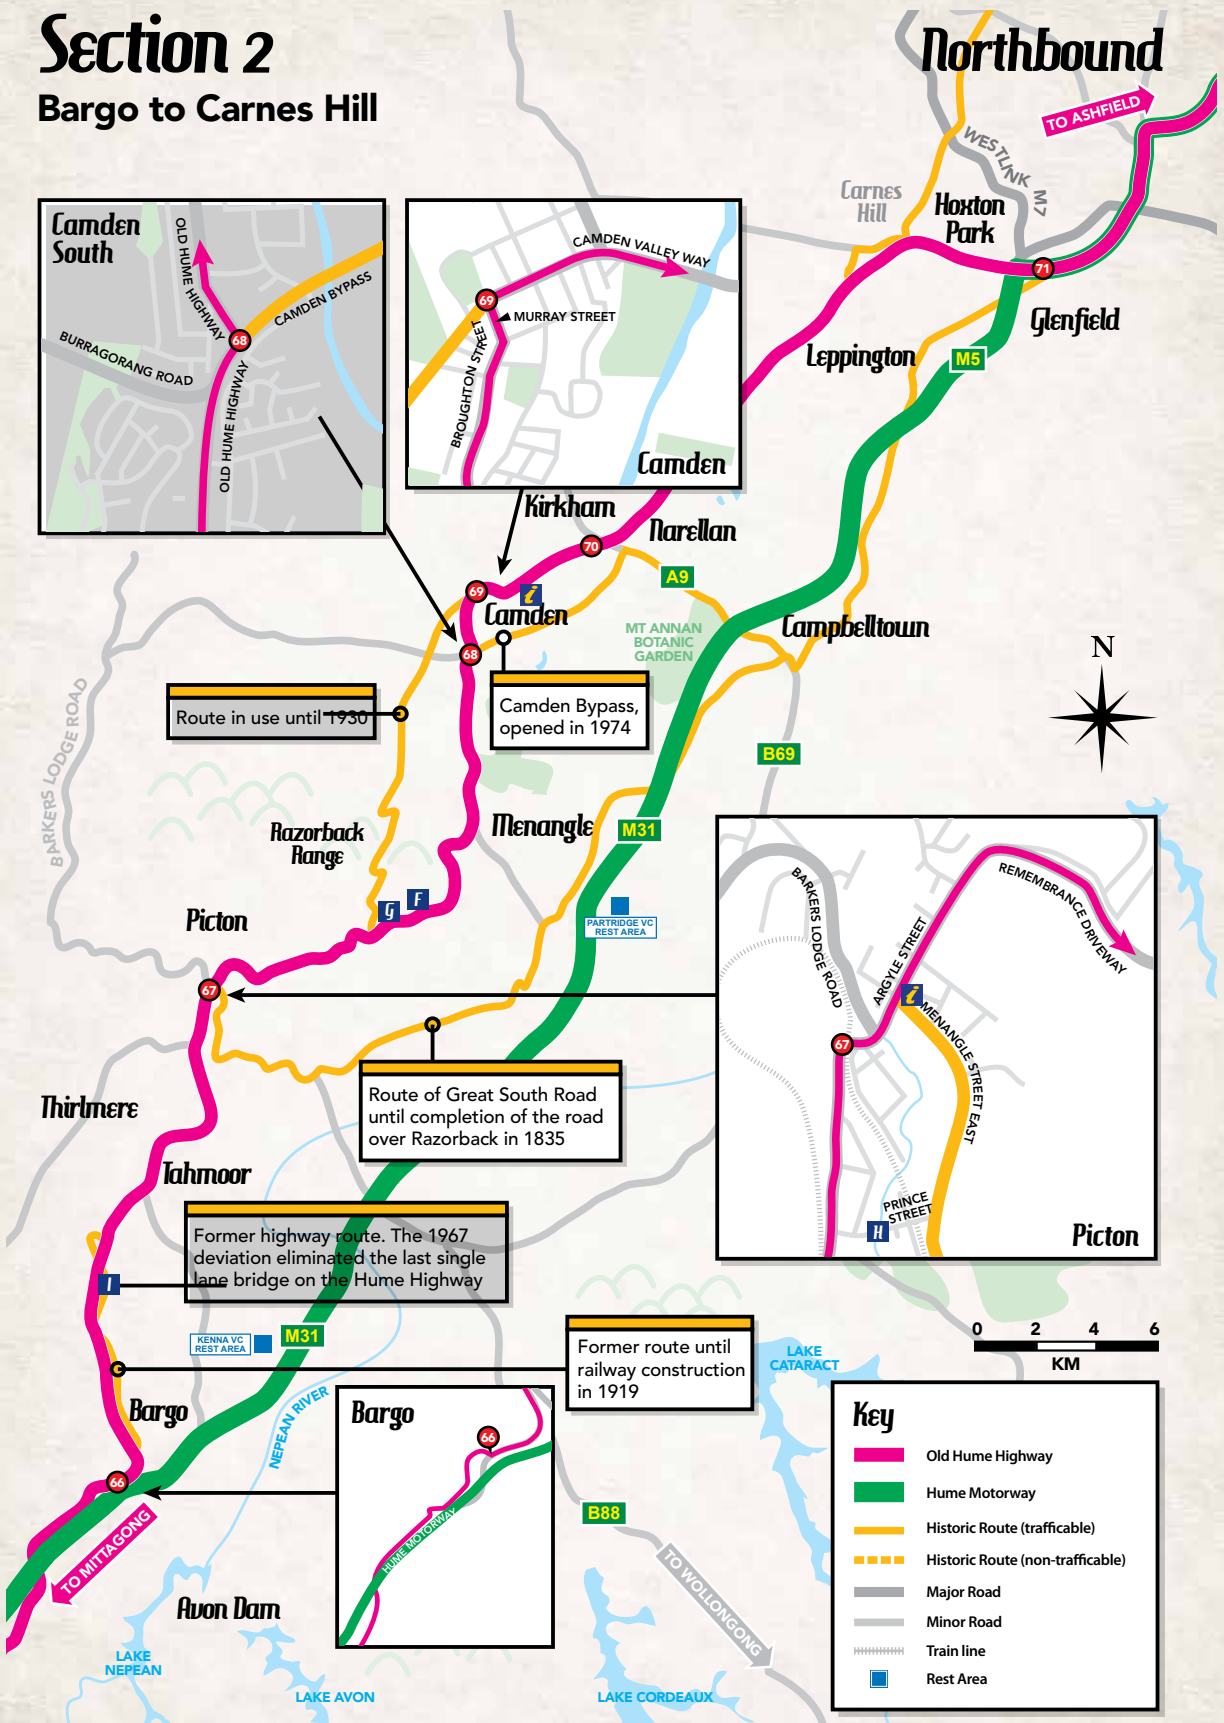 Section 2
Bargo to Carnes Hill
Northbound
TO ASHFIELD
WESTLINK M7
Carnes
Hill
Hoxton
Park
71
Glenfield
Leppington
M5
Camden
South
OLD HUME HIGHWAY
CAMDEN BYPASS
68
BURRAGORANG ROAD
OLD HUME HIGHWAY
CAMDEN VALLEY WAY
69
MURRAY STREET
BROUGHTON STREET
Camden
Kirkham
Narellan
70
A9
69
i
Camden
68
MT ANNAN
BOTANIC
GARDEN
Campbelltown
N
Route in use until 1930
Camden Bypass,
opened in 1974
B69
BARKERS LODGE ROAD
Razorback
Range
Menangle
M31
G
F
PARTRIDGE VC
REST AREA
Picton
67
BARKERS LODGE ROAD
ARGYLE STREET
REMEMBRANCE DRIVEWAY
i
MENANGLE STREET EAST
67
PRINCE
STREET
H
Picton
Route of Great South Road
until completion of the road
over Razorback in 1835
Thirlmere
Tahmoor
Former highway route. The 1967
deviation eliminated the last single
lane bridge on the Hume Highway
I
KENNA VC
REST AREA
M31
Former route until
railway construction
in 1919
LAKE
CATARACT
0 2 4 6
KM
Bargo
NEPEAN RIVER
66
Bargo
66
HUME MOTORWAY
TO MITTAGONG
B88
TO WOLLONGONG
Avon Dam
LAKE
NEPEAN
LAKE AVON
LAKE CORDEAUX
Key
Old Hume Highway
Hume Motorway
Historic Route (trafficable)
Historic Route (non-trafficable)
Major Road
Minor Road
Train line
Rest Area